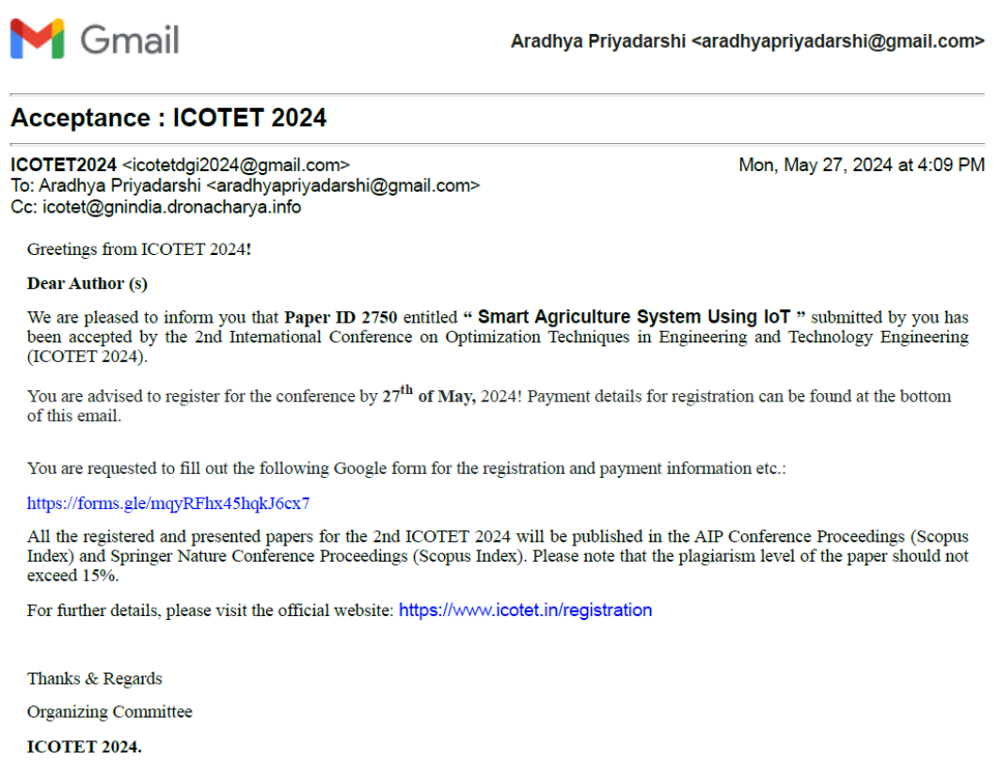 Gmail
Aradhya Priyadarshi <aradhyapriyadarshi@gmail.com>
Acceptance : ICOTET 2024
ICOTET2024 <icotetdgi2024@gmail.com>
Mon, May 27, 2024 at 4:09 PM
To: Aradhya Priyadarshi <aradhyapriyadarshi@gmail.com>
Cc: icotet@gnindia.dronacharya.info
Greetings from ICOTET 2024!
Dear Author (s)
We are pleased to inform you that Paper ID 2750 entitled “ Smart Agriculture System Using IoT ” submitted by you has
been accepted by the 2nd International Conference on Optimization Techniques in Engineering and Technology Engineering
(ICOTET 2024).
You are advised to register for the conference by 27th of May, 2024! Payment details for registration can be found at the bottom
of this email.
You are requested to fill out the following Google form for the registration and payment information etc.:
https://forms.gle/mqyRFhx45hqkJ6cx7
All the registered and presented papers for the 2nd ICOTET 2024 will be published in the AIP Conference Proceedings (Scopus
Index) and Springer Nature Conference Proceedings (Scopus Index). Please note that the plagiarism level of the paper should not
exceed 15%.
For further details, please visit the official website: https://www.icotet.in/registration
Thanks & Regards
Organizing Committee
ICOTET 2024.